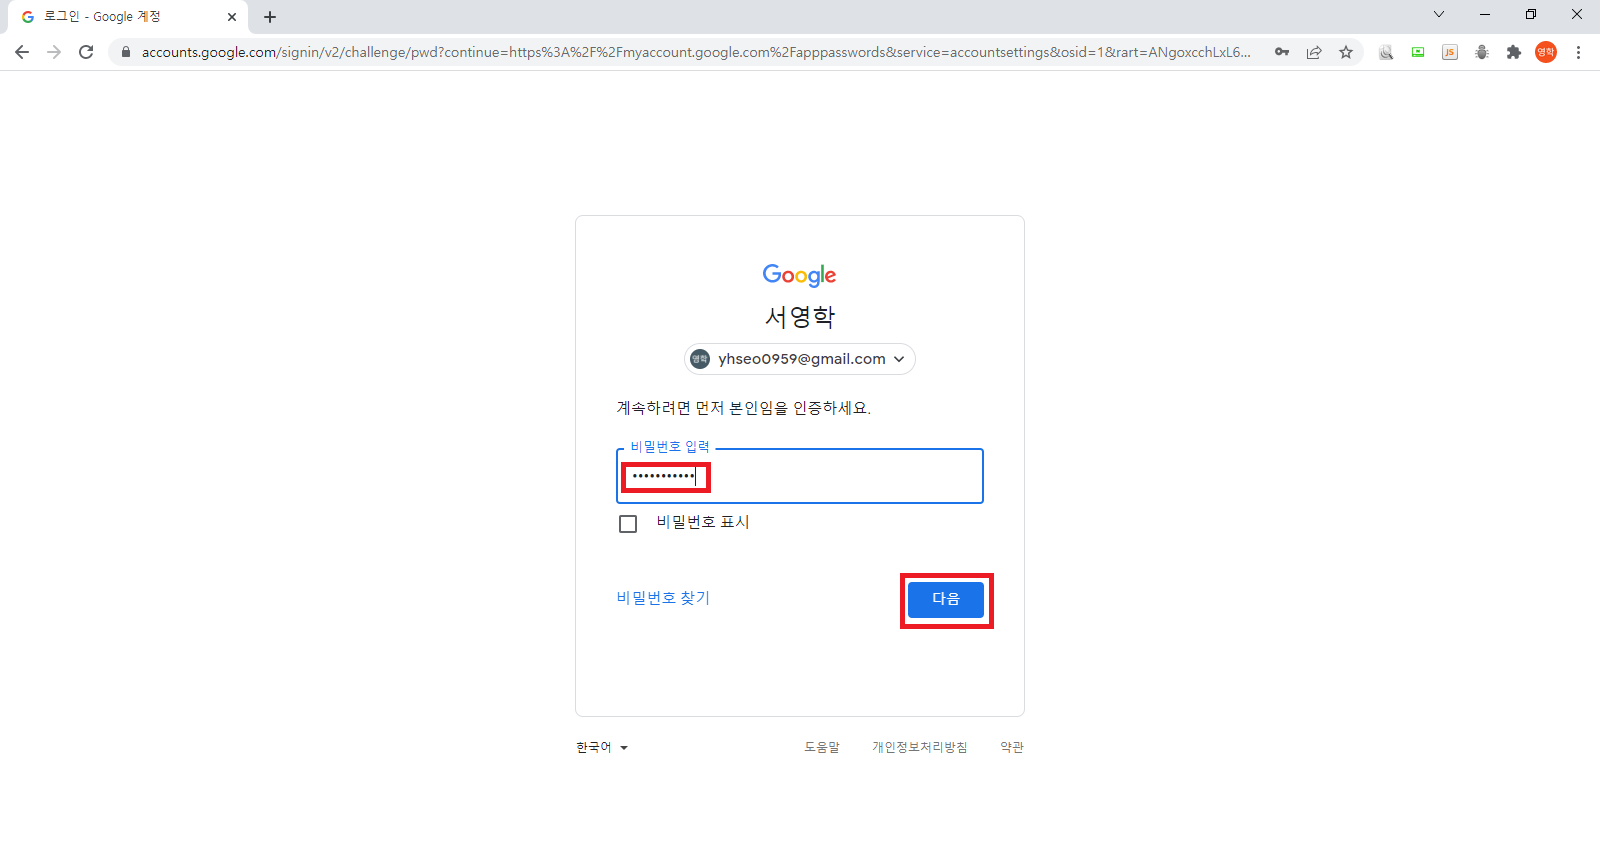 로그인 - Google 계정
accounts.google.com/signin/v2/challenge/pwd?continue=https%3A%2F%2Fmyaccount.google.com%2Fapppasswords&service=accountsettings&osid=1&rart=ANgoxcchLxL6...
JS
영학
Google
서영학
영학 yhseo0959@gmail.com
계속하려면 먼저 본인임을 인증하세요.
비밀번호 입력
•••••••••••
비밀번호 표시
비밀번호 찾기
다음
한국어
도움말 개인정보처리방침 약관